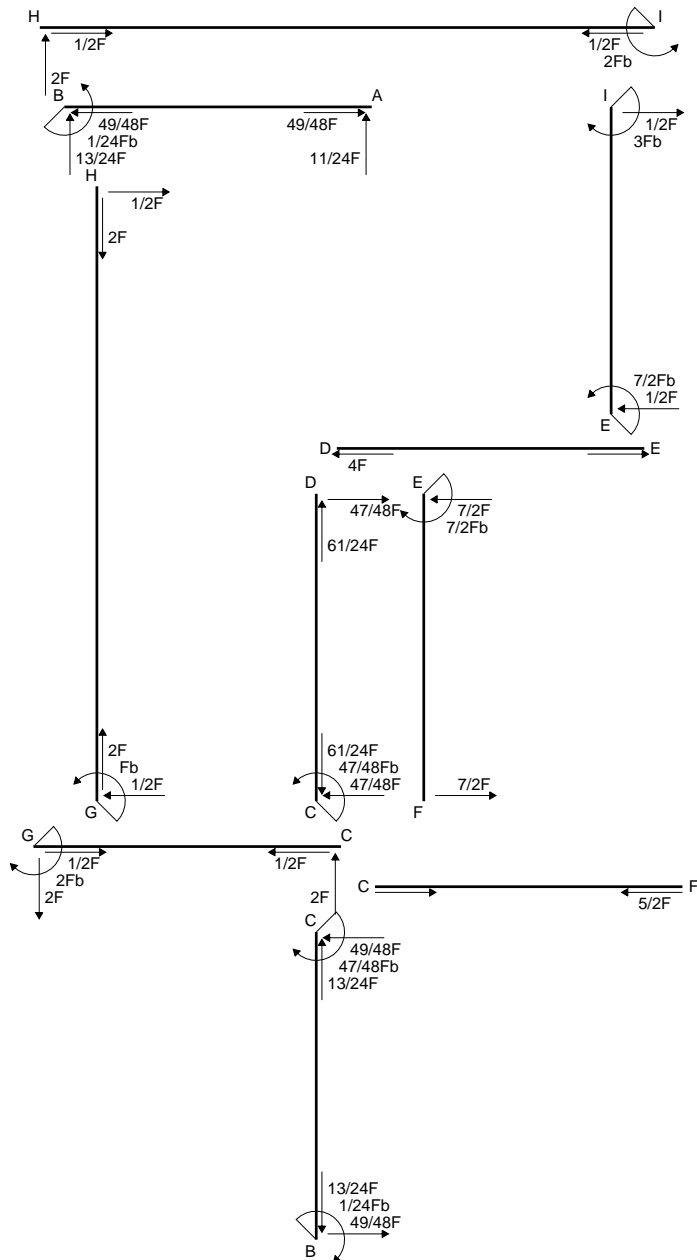 H
I
1/2F
1/2F
2Fb
2F
B
A
49/48F
49/48F
1/24Fb
13/24F
11/24F
I
1/2F
3Fb
H
1/2F
2F
7/2Fb
1/2F
E
D
E
4F
D
E
47/48F
7/2F
7/2Fb
61/24F
2F
Fb
1/2F
G
61/24F
47/48Fb
47/48F
C
7/2F
F
G
C
1/2F
1/2F
2Fb
2F
2F
C
F
5/2F
C
49/48F
47/48Fb
13/24F
13/24F
1/24Fb
49/48F
B